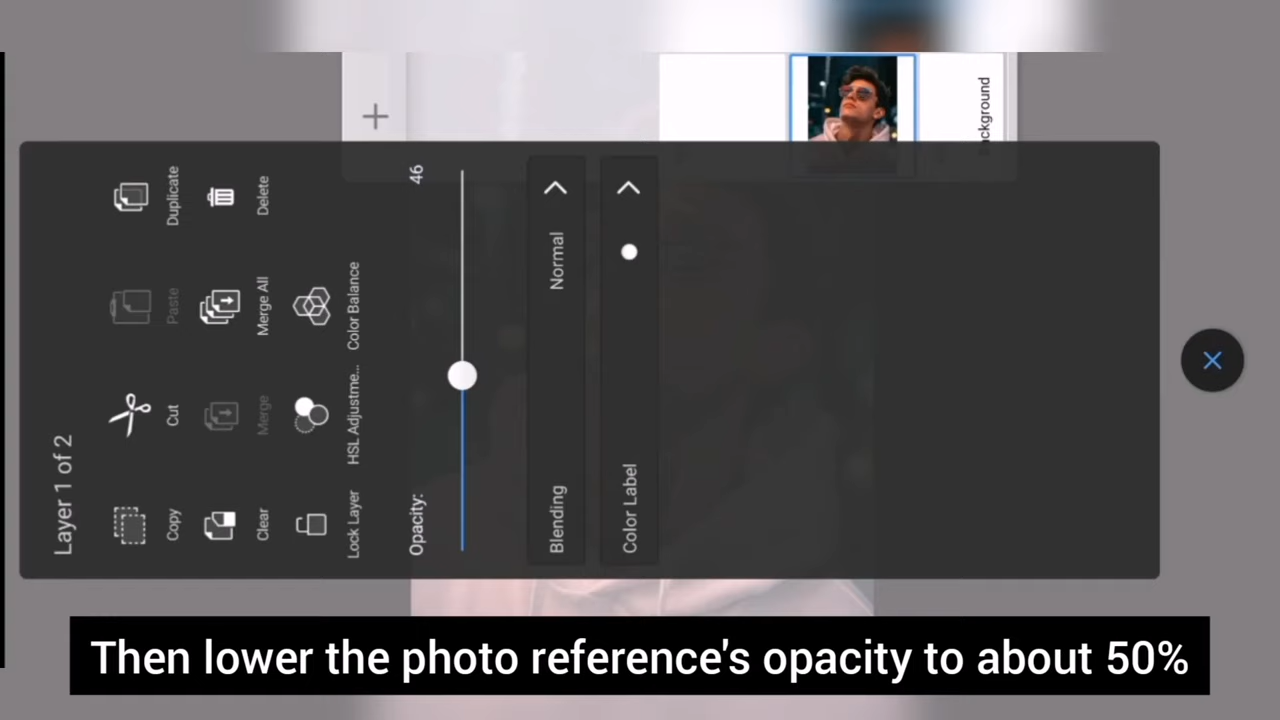 Layer 1 of 2
Copy
Cut
Paste
Duplicate
Clear
Merge
Merge All
Delete
Lock Layer
HSL Adjustme...
Color Balance
Opacity:
46
Blending
Normal
Color Label
ckground
Then lower the photo reference's opacity to about 50%